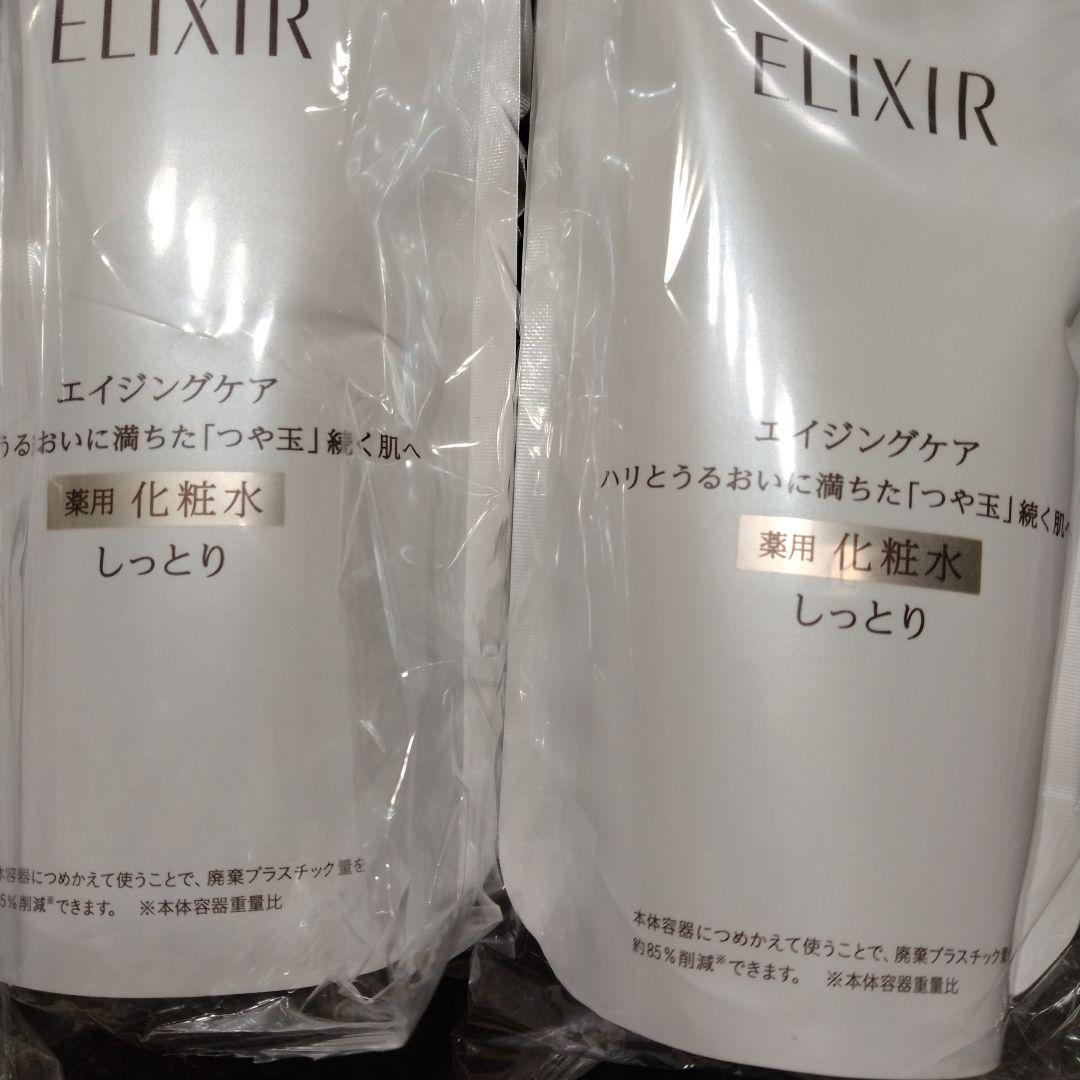 ELIXIR
エイジングケア
うるおいに満ちた「つや玉」続く肌へ
薬用 化粧水
しっとり
本体容器につめかえて使うことで、廃棄プラスチック量を
5%削減※できます。 ※本体容器重量比
ELIXIR
エイジングケア
ハリとうるおいに満ちた「つや玉」続く肌へ
薬用 化粧水
しっとり
本体容器につめかえて使うことで、廃棄プラスチック量
約85%削減※できます。 ※本体容器重量比